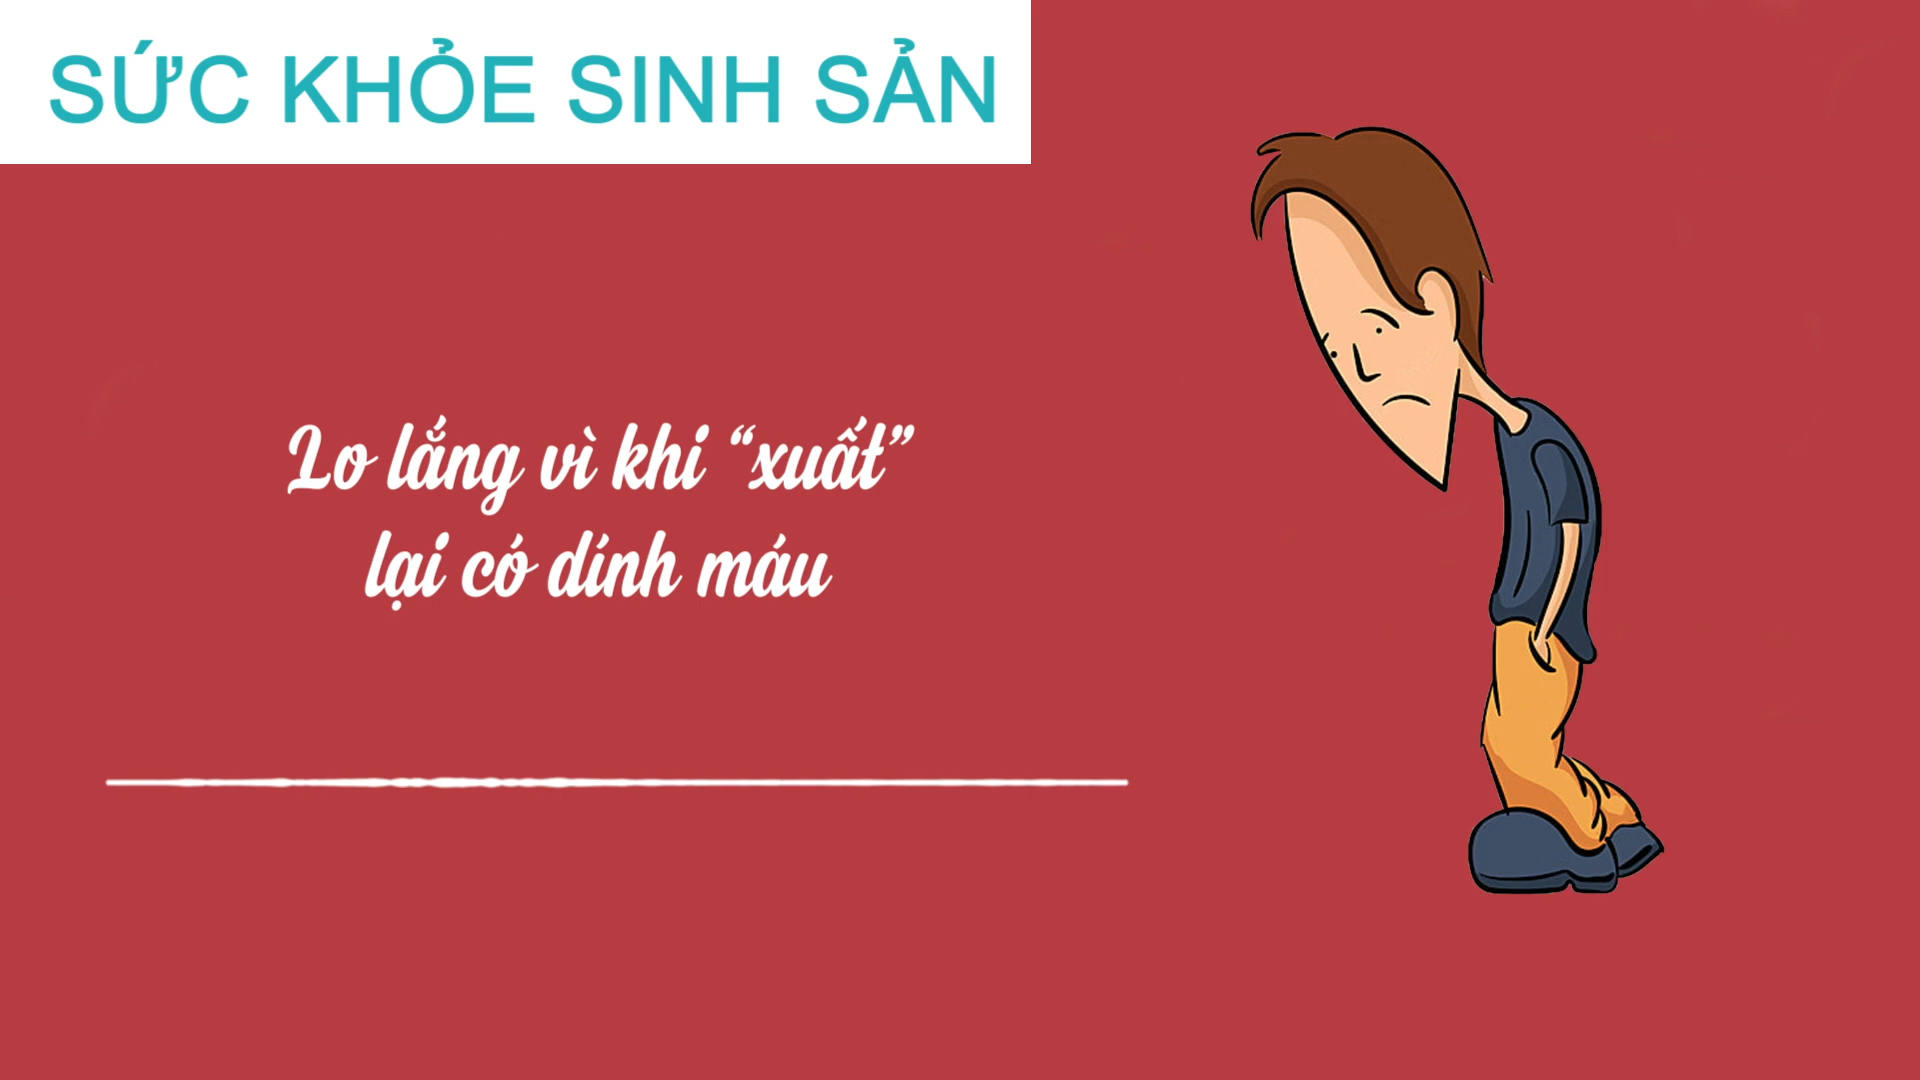 SỨC KHỎE SINH SẢN
Lo lắng vì khi “xuất”
lại có dính máu